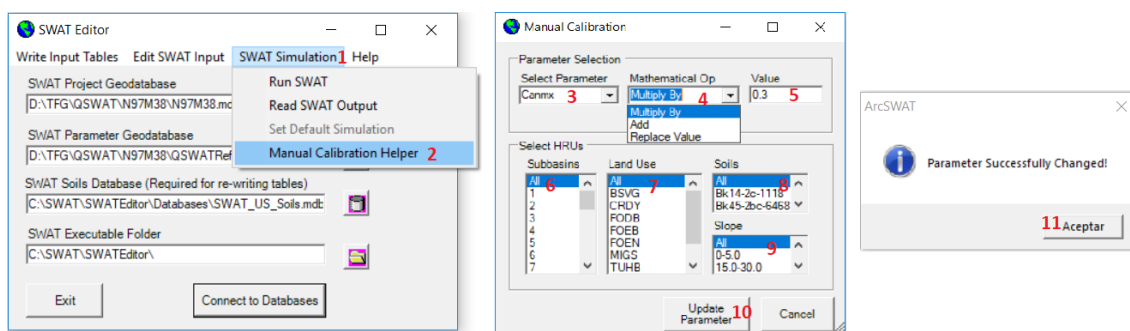 SWAT Editor
Write Input Tables Edit SWAT Input SWAT Simulation 1 Help
Run SWAT
Read SWAT Output
Set Default Simulation
Manual Calibration Helper 2
SWAT Project Geodatabase
D:\TFG\QSWAT\N97M38\N97M38.mc
SWAT Parameter Geodatabase
D:\TFG\QSWAT\N97M38\QSWATRef
SWAT Soils Database (Required for re-writing tables)
C:\SWAT\SWATEditor\Databases\SWAT_US_Soils.mdb
SWAT Executable Folder
C:\SWAT\SWATEditor\
Exit Connect to Databases
Manual Calibration
Parameter Selection
Select Parameter Mathematical Op Value
Canmx 3 Multiply By 4 0.3 5
Multiply By
Add
Replace Value
Select HRUs
Subbasins Land Use Soils
All 6 All 7 All 8
1 BSVG Bk14-2c-1118
2 CRDY Bk45-2bc-6468
3 FODB
4 FOEB Slope
5 FOEN All 9
6 MIGS 0-5.0
7 TUHB 15.0-30.0
Update Parameter 10 Cancel
ArcSWAT
Parameter Successfully Changed!
11 Aceptar